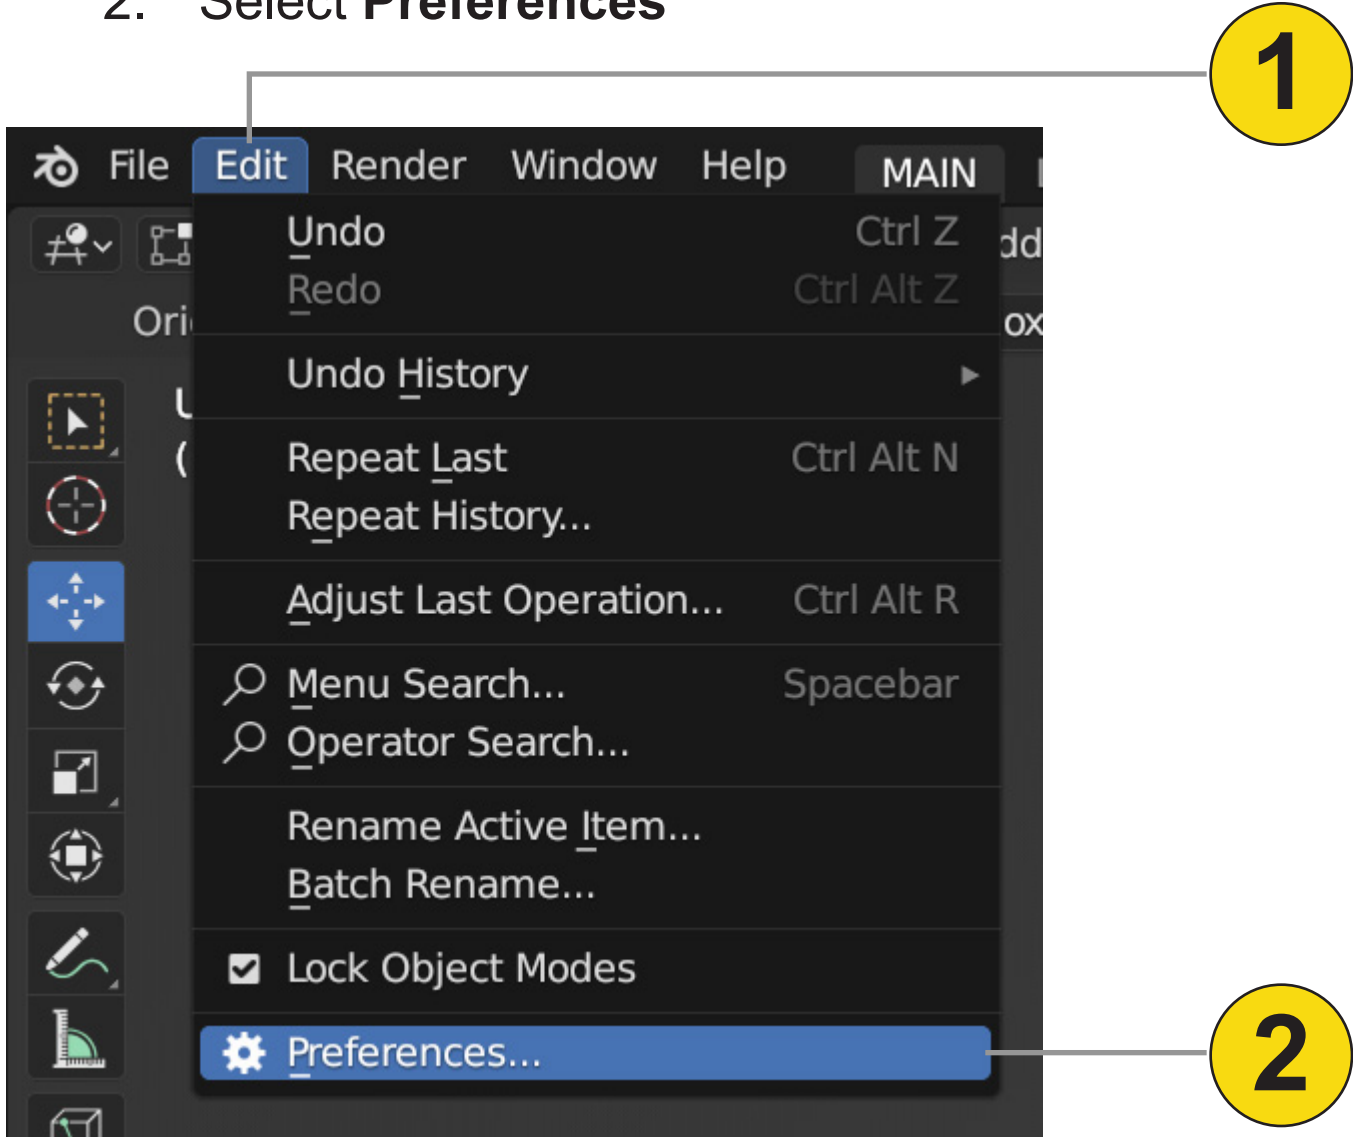 2. Select Preferences
1
File Edit Render Window Help MAIN
Undo Ctrl Z
Redo Ctrl Alt Z
Undo History
Repeat Last Ctrl Alt N
Repeat History...
Adjust Last Operation... Ctrl Alt R
Menu Search... Spacebar
Operator Search...
Rename Active Item...
Batch Rename...
Lock Object Modes
Preferences...
2